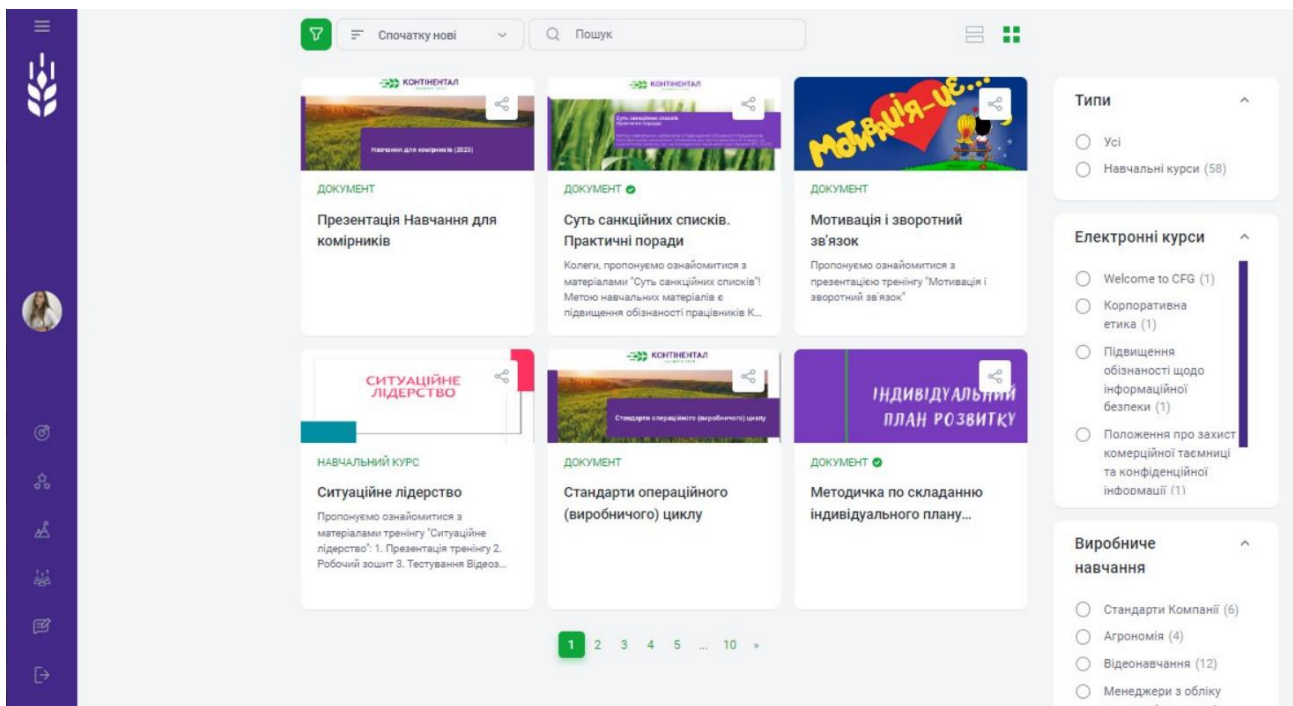 Спочатку нові
Пошук
КОНТІНЕНТАЛ
Навчання для комірників (2023)
ДОКУМЕНТ
Презентація Навчання для
комірників
КОНТІНЕНТАЛ
Суть санкційних списків
Практичні поради
ДОКУМЕНТ
Суть санкційних списків.
Практичні поради
Колеги, пропонуємо ознайомитися з
матеріалами "Суть санкційних списків"!
Метою навчальних матеріалів є
підвищення обізнаності працівників К...
МОТИВАЦІЯ-ЦЕ...
ДОКУМЕНТ
Мотивація і зворотний
зв'язок
Пропонуємо ознайомитися з
презентацією тренінгу "Мотивація і
зворотний зв'язок"
СИТУАЦІЙНЕ
ЛІДЕРСТВО
НАВЧАЛЬНИЙ КУРС
Ситуаційне лідерство
Пропонуємо ознайомитися з
матеріалами тренінгу "Ситуаційне
лідерство": 1. Презентація тренінгу 2.
Робочий зошит 3. Тестування Відеоз...
КОНТІНЕНТАЛ
Стандарти операційного (виробничого) циклу
ДОКУМЕНТ
Стандарти операційного
(виробничого) циклу
ІНДИВІДУАЛЬНИЙ
ПЛАН РОЗВИТКУ
ДОКУМЕНТ
Методичка по складанню
індивідуального плану...
1 2 3 4 5 ... 10 »
Типи
Усі
Навчальні курси (58)
Електронні курси
Welcome to CFG (1)
Корпоративна
етика (1)
Підвищення
обізнаності щодо
інформаційної
безпеки (1)
Положення про захист
комерційної таємниці
та конфіденційної
інформації (1)
Виробниче
навчання
Стандарти Компанії (6)
Агрономія (4)
Відеонавчання (12)
Менеджери з обліку